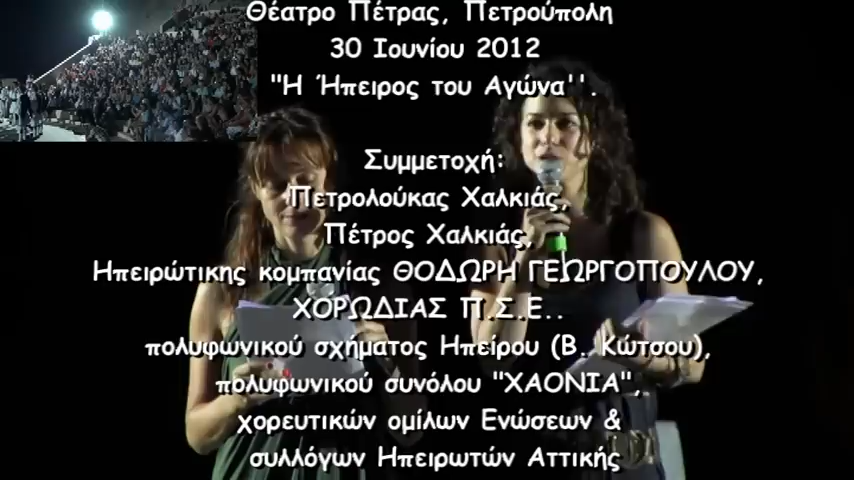 Θέατρο Πέτρας, Πετρούπολη
30 Ιουνίου 2012
"Η Ήπειρος του Αγώνα''.
Συμμετοχή:
Πετρολούκας Χαλκιάς,
Πέτρος Χαλκιάς,
Ηπειρώτικης κομπανίας ΘΟΔΩΡΗ ΓΕΩΡΓΟΠΟΥΛΟΥ,
ΧΟΡΩΔΙΑΣ Π.Σ.Ε..
πολυφωνικού σχήματος Ηπείρου (Β. Κώτσου),
πολυφωνικού συνόλου "ΧΑΟΝΙΑ",
χορευτικών ομίλων Ενώσεων &
συλλόγων Ηπειρωτών Αττικής